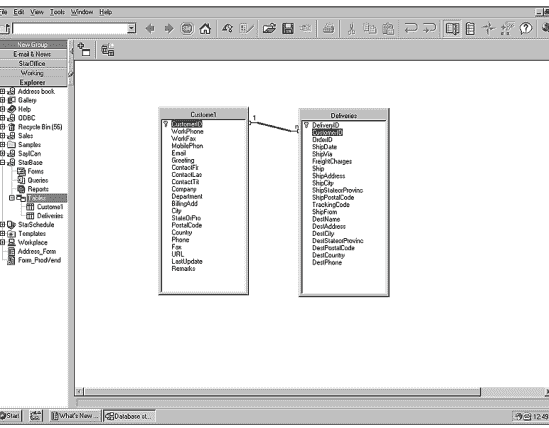 File Edit View Tools Window Help
New Group
E-mail & News
StarOffice
Working
Explorer
Address book
Gallery
Help
ODBC
Recycle Bin (55)
Sales
Samples
SayICan
StarBase
Forms
Queries
Reports
Tables
Custome1
Deliveries
StarSchedule
Templates
Workplace
Address_Form
Form_ProdVend
Custome1
CustomerID
WorkPhone
WorkFax
MobilePhon
Email
Greeting
ContactFir
ContactLas
ContactTit
Company
Department
BillingAdd
City
StateOrPro
PostalCode
Country
Phone
Fax
URL
LastUpdate
Remarks
1
n
Deliveries
DeliveryID
CustomerID
OrderID
ShipDate
ShipVia
FreightCharges
Ship
ShipAddress
ShipCity
ShipStateorProvinc
ShipPostalCode
TrackingCode
ShipFrom
DestName
DestAddress
DestCity
DestStateorProvinc
DestPostalCode
DestCountry
DestPhone
Start
What's New ...
Database st...
12:49